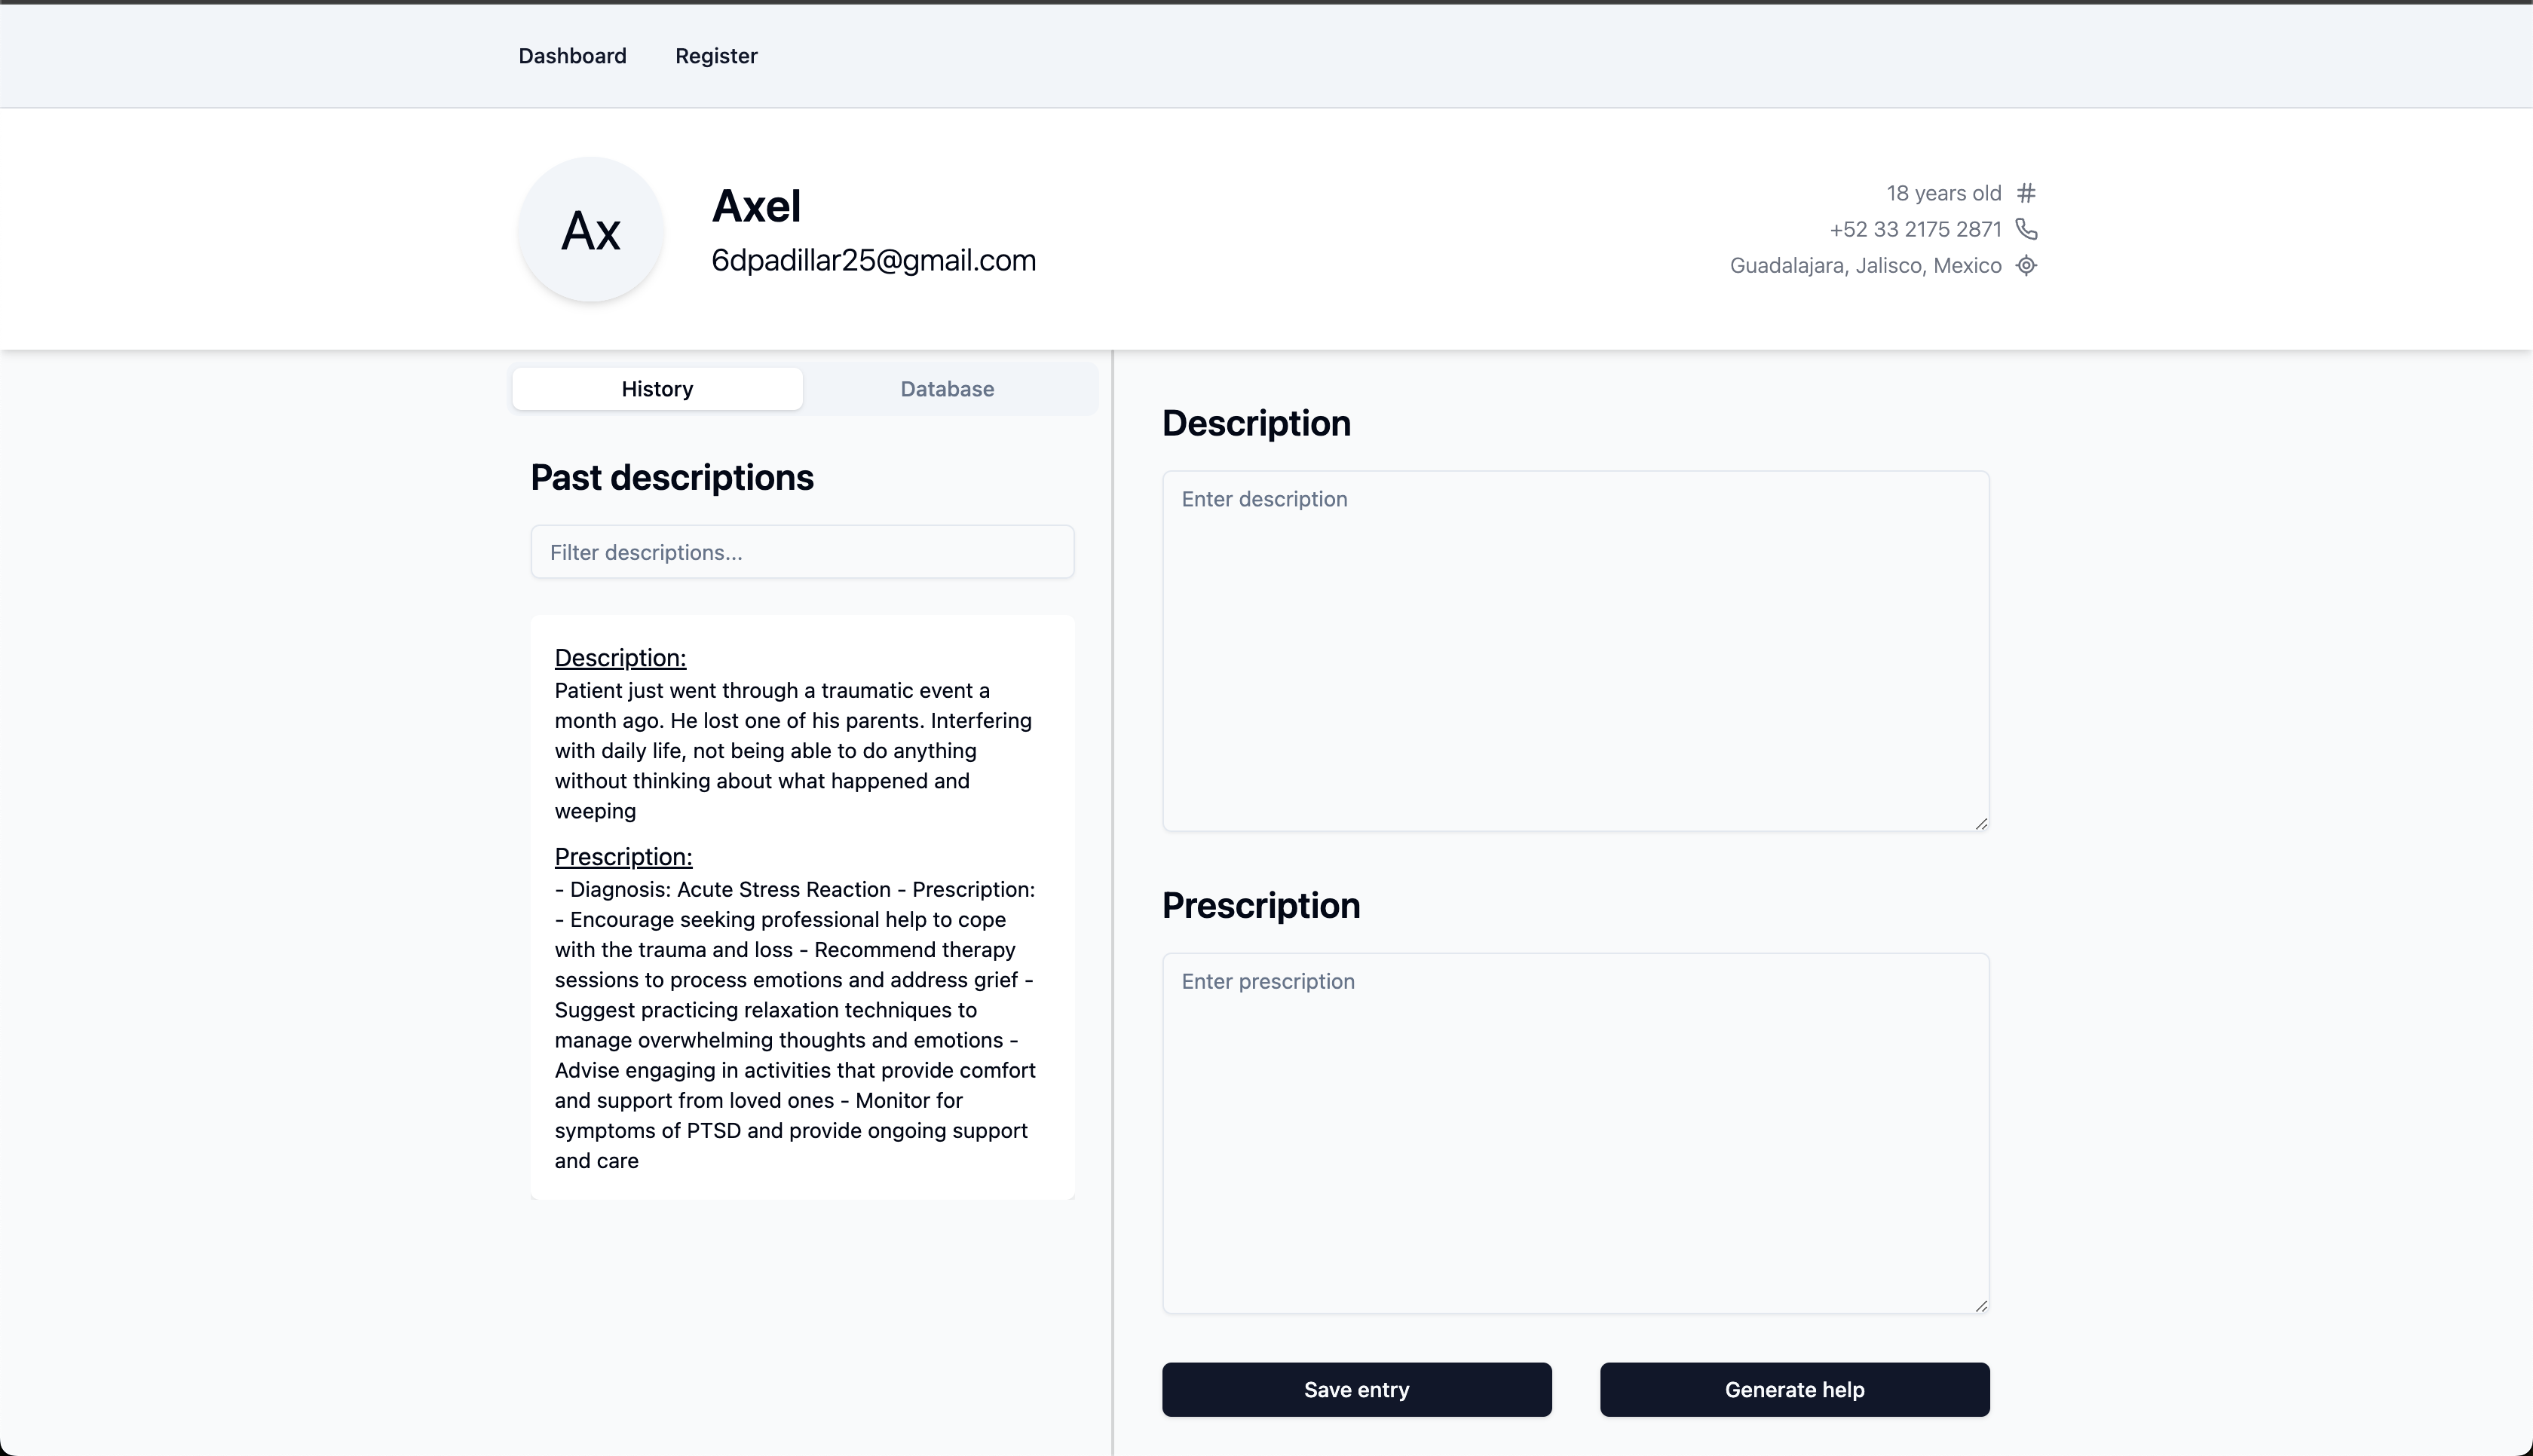 Dashboard
Register
Ax
Axel
6dpadillar25@gmail.com
18 years old
+52 33 2175 2871
Guadalajara, Jalisco, Mexico
History
Database
Past descriptions
Filter descriptions...
Description:
Patient just went through a traumatic event a
month ago. He lost one of his parents. Interfering
with daily life, not being able to do anything
without thinking about what happened and
weeping
Prescription:
- Diagnosis: Acute Stress Reaction - Prescription:
- Encourage seeking professional help to cope
with the trauma and loss - Recommend therapy
sessions to process emotions and address grief -
Suggest practicing relaxation techniques to
manage overwhelming thoughts and emotions -
Advise engaging in activities that provide comfort
and support from loved ones - Monitor for
symptoms of PTSD and provide ongoing support
and care
Description
Enter description
Prescription
Enter prescription
Save entry
Generate help